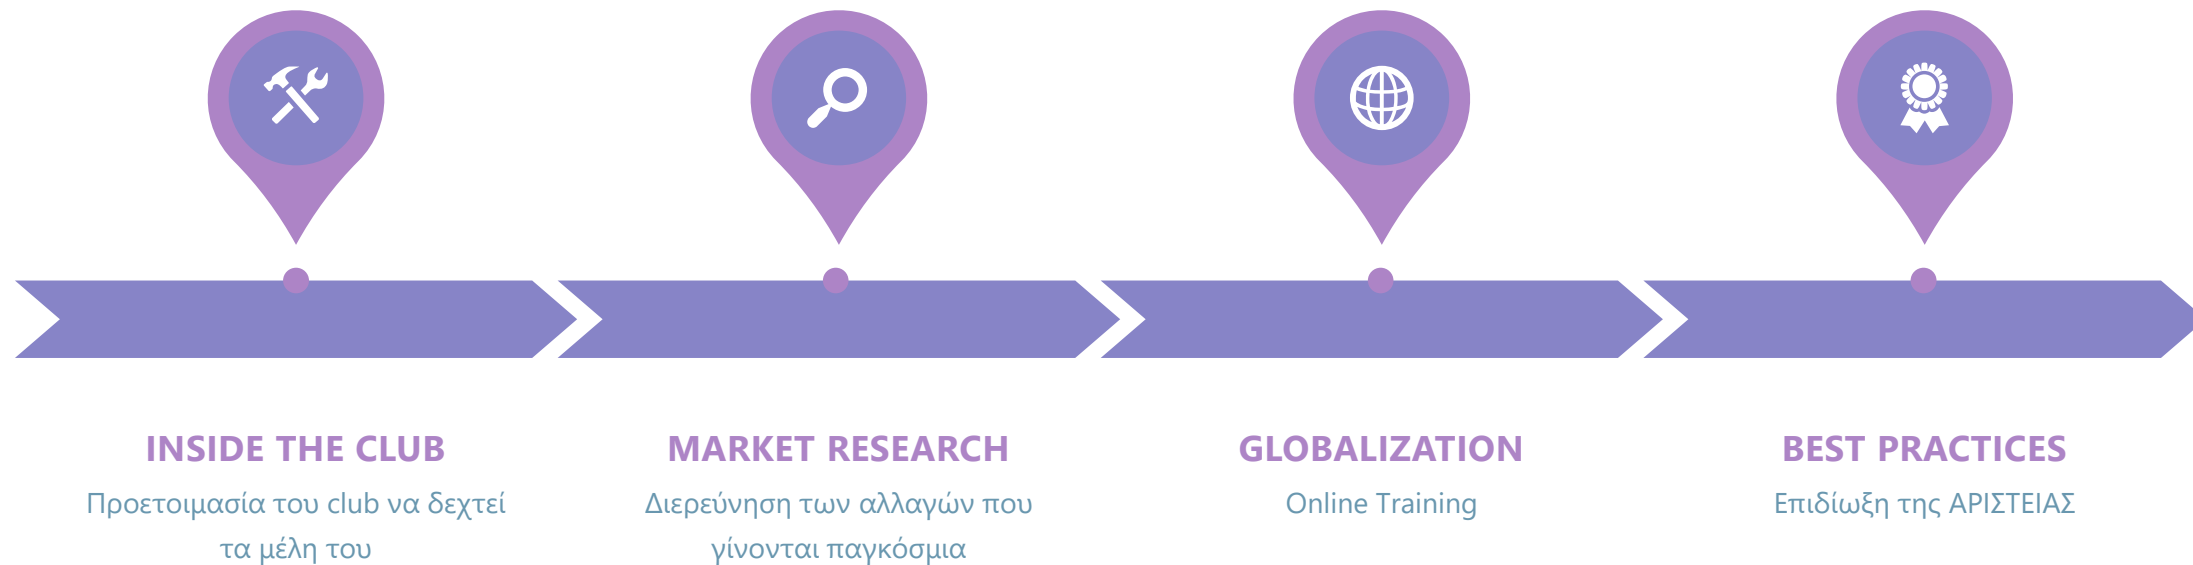 INSIDE THE CLUB
Προετοιμασία του club να δεχτεί
τα μέλη του
MARKET RESEARCH
Διερεύνηση των αλλαγών που
γίνονται παγκόσμια
GLOBALIZATION
Online Training
BEST PRACTICES
Επιδίωξη της ΑΡΙΣΤΕΙΑΣ